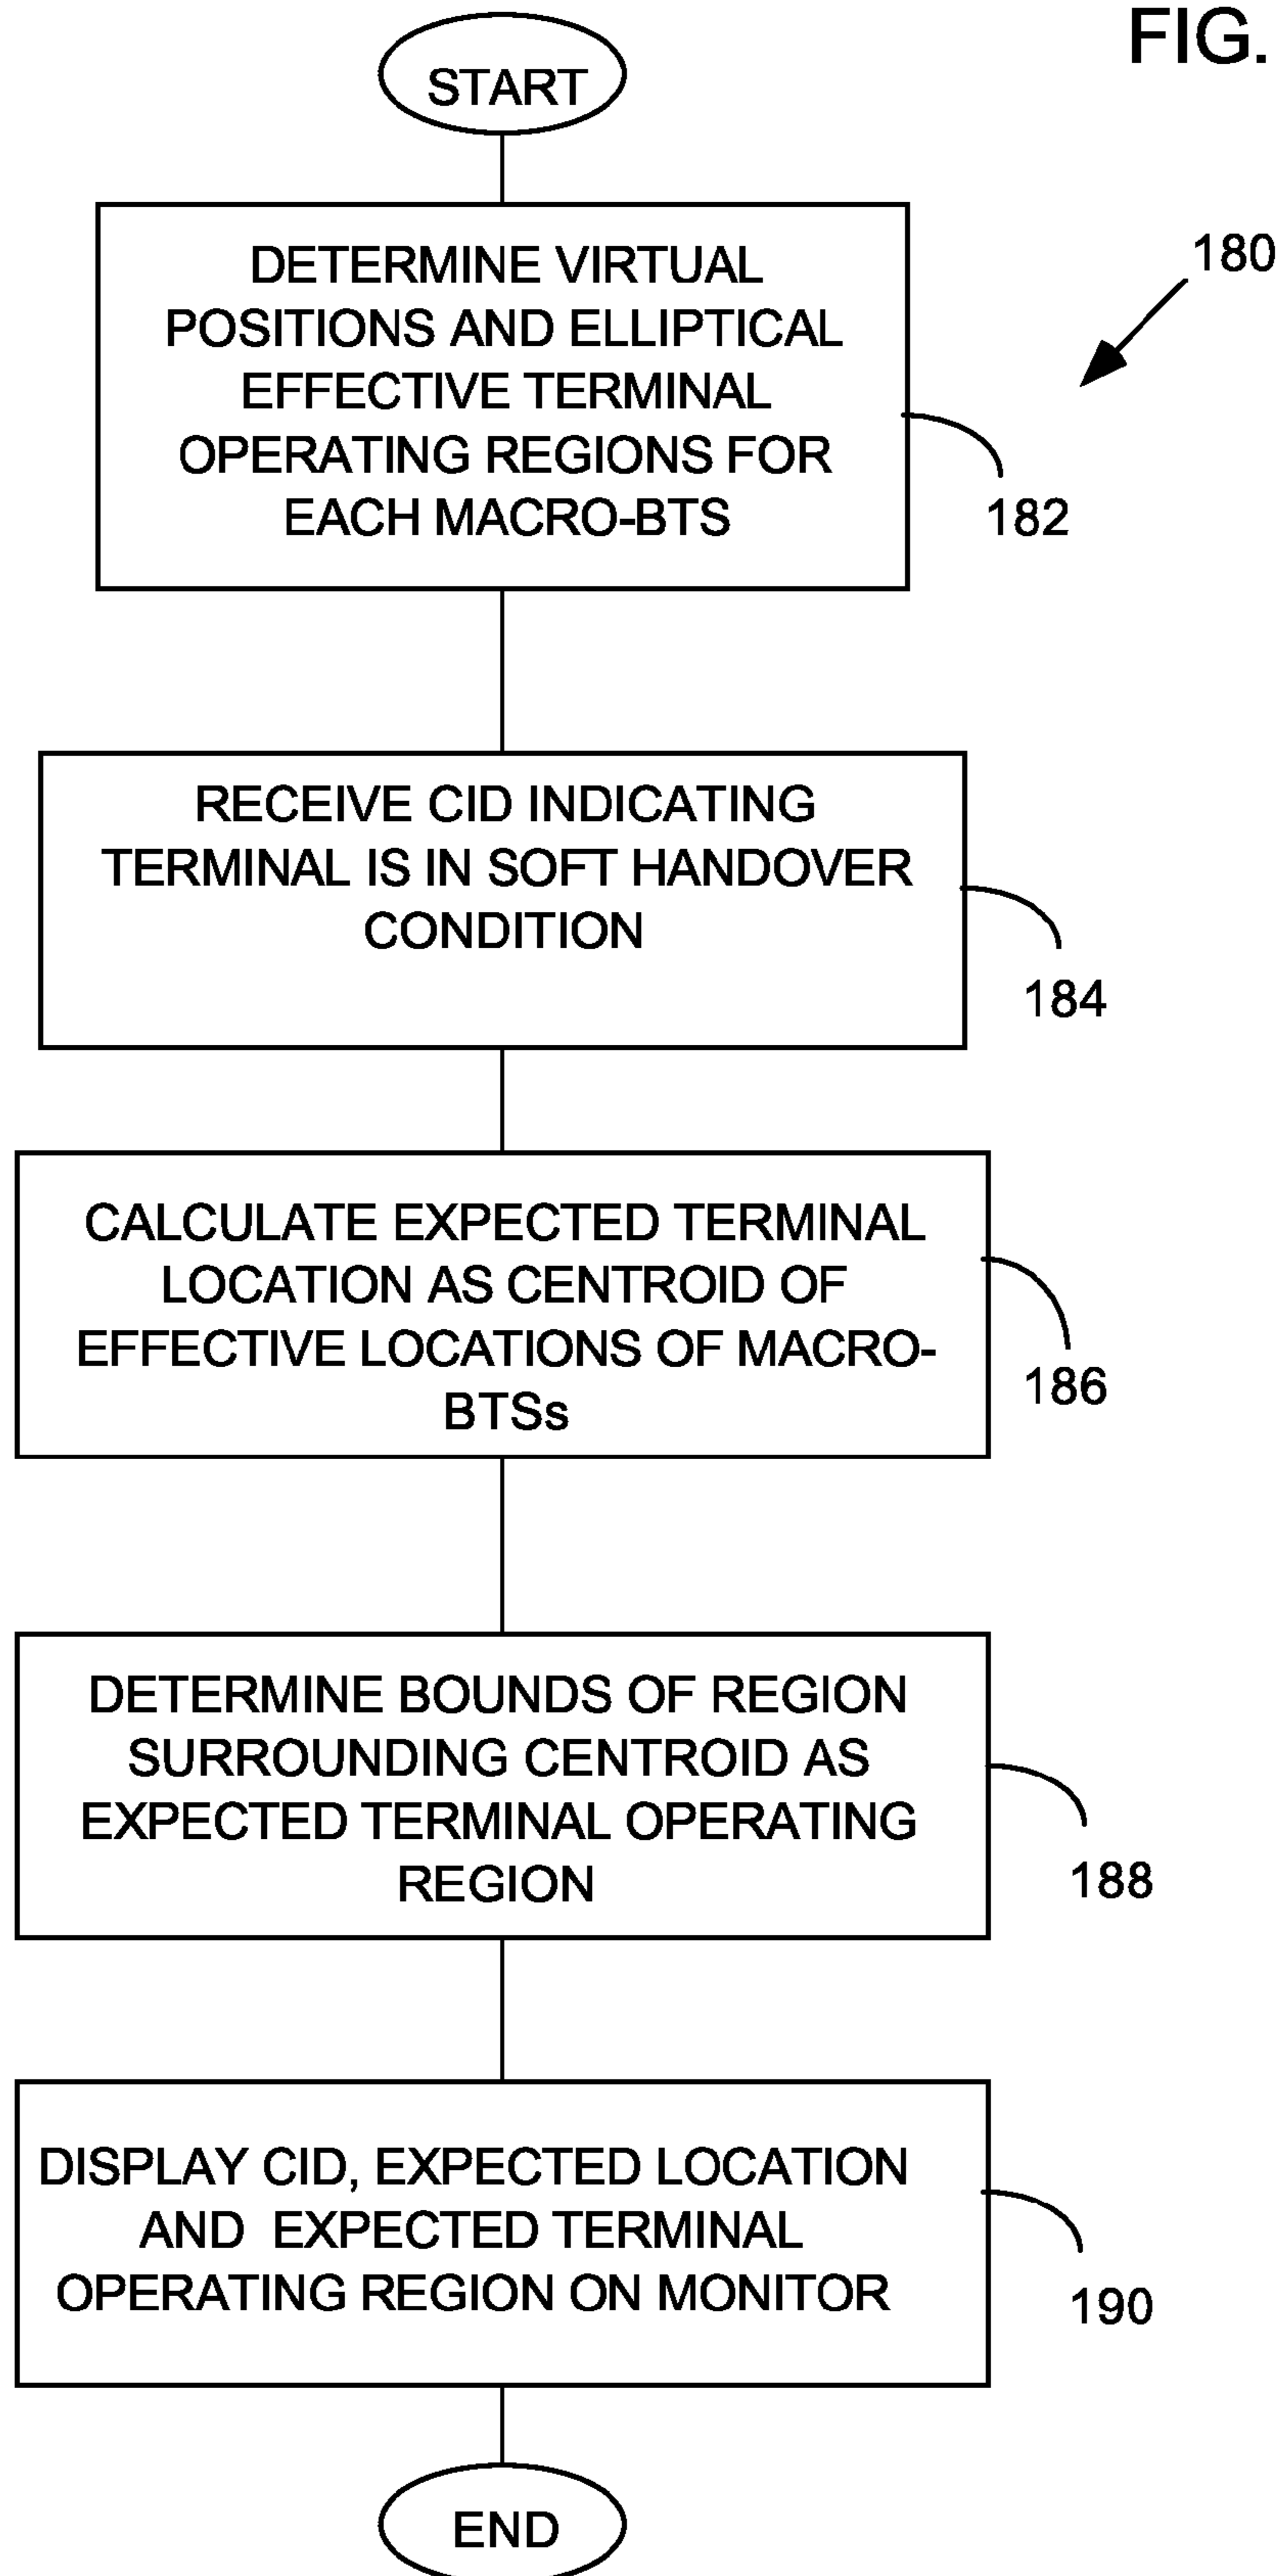 FIG.
START
180
DETERMINE VIRTUAL
POSITIONS AND ELLIPTICAL
EFFECTIVE TERMINAL
OPERATING REGIONS FOR
EACH MACRO-BTS
182
RECEIVE CID INDICATING
TERMINAL IS IN SOFT HANDOVER
CONDITION
184
CALCULATE EXPECTED TERMINAL
LOCATION AS CENTROID OF
EFFECTIVE LOCATIONS OF MACRO-
BTSs
186
DETERMINE BOUNDS OF REGION
SURROUNDING CENTROID AS
EXPECTED TERMINAL OPERATING
REGION
188
DISPLAY CID, EXPECTED LOCATION
AND EXPECTED TERMINAL
OPERATING REGION ON MONITOR
190
END